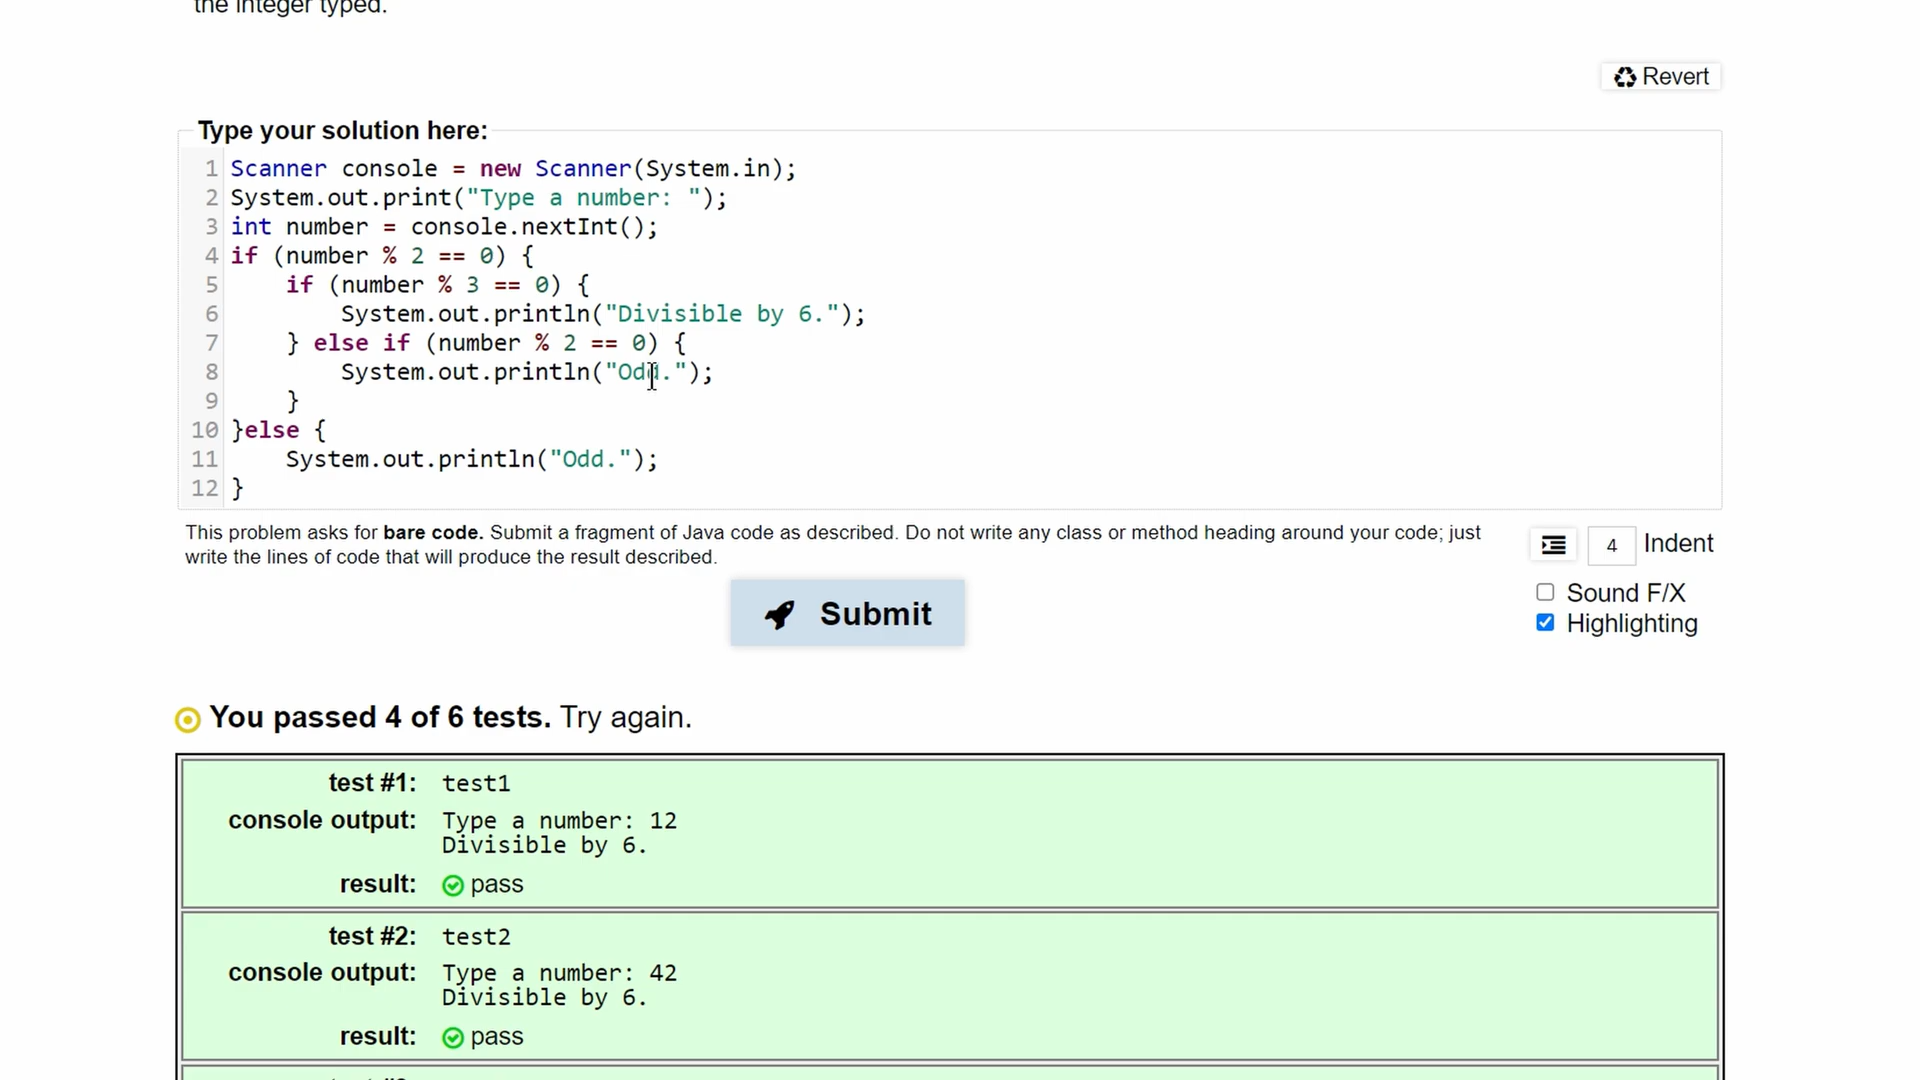 the integer typed.
Revert
Type your solution here:
1 Scanner console = new Scanner(System.in);
2 System.out.print("Type a number: ");
3 int number = console.nextInt();
4 if (number % 2 == 0) {
5     if (number % 3 == 0) {
6         System.out.println("Divisible by 6.");
7     } else if (number % 2 == 0) {
8         System.out.println("Odd.");
9     }
10 }else {
11     System.out.println("Odd.");
12 }
This problem asks for bare code. Submit a fragment of Java code as described. Do not write any class or method heading around your code; just
write the lines of code that will produce the result described.
4 Indent
Sound F/X
Highlighting
Submit
You passed 4 of 6 tests. Try again.
test #1: test1
console output: Type a number: 12
Divisible by 6.
result: pass
test #2: test2
console output: Type a number: 42
Divisible by 6.
result: pass